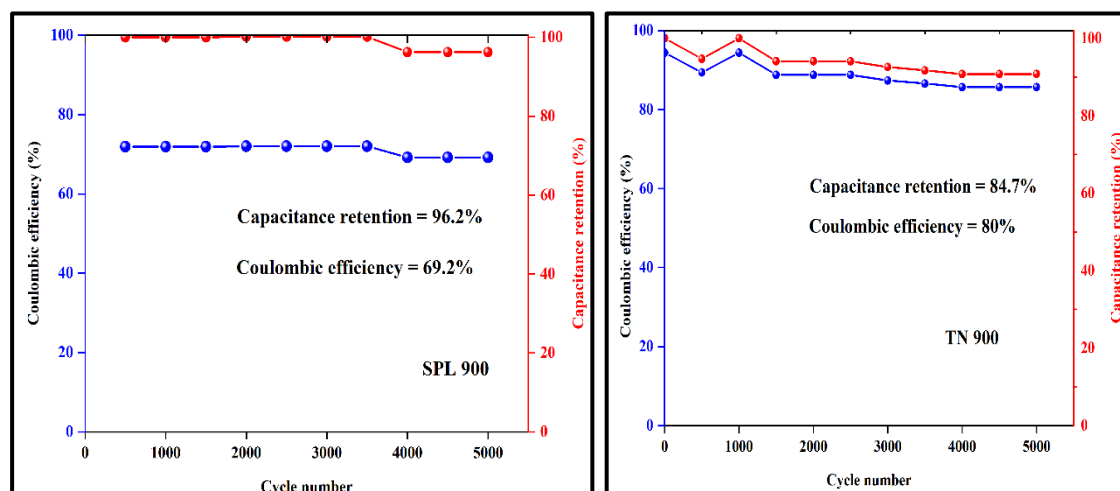 100
80
60
40
20
0
Coulombic efficiency (%)
100
80
60
40
20
0
Capacitance retention (%)
Capacitance retention = 96.2%
Coulombic efficiency = 69.2%
SPL 900
0 1000 2000 3000 4000 5000
Cycle number
100
80
60
40
20
0
Coulombic efficiency (%)
100
80
60
40
20
0
Capacitance retention (%)
Capacitance retention = 84.7%
Coulombic efficiency = 80%
TN 900
0 1000 2000 3000 4000 5000
Cycle number